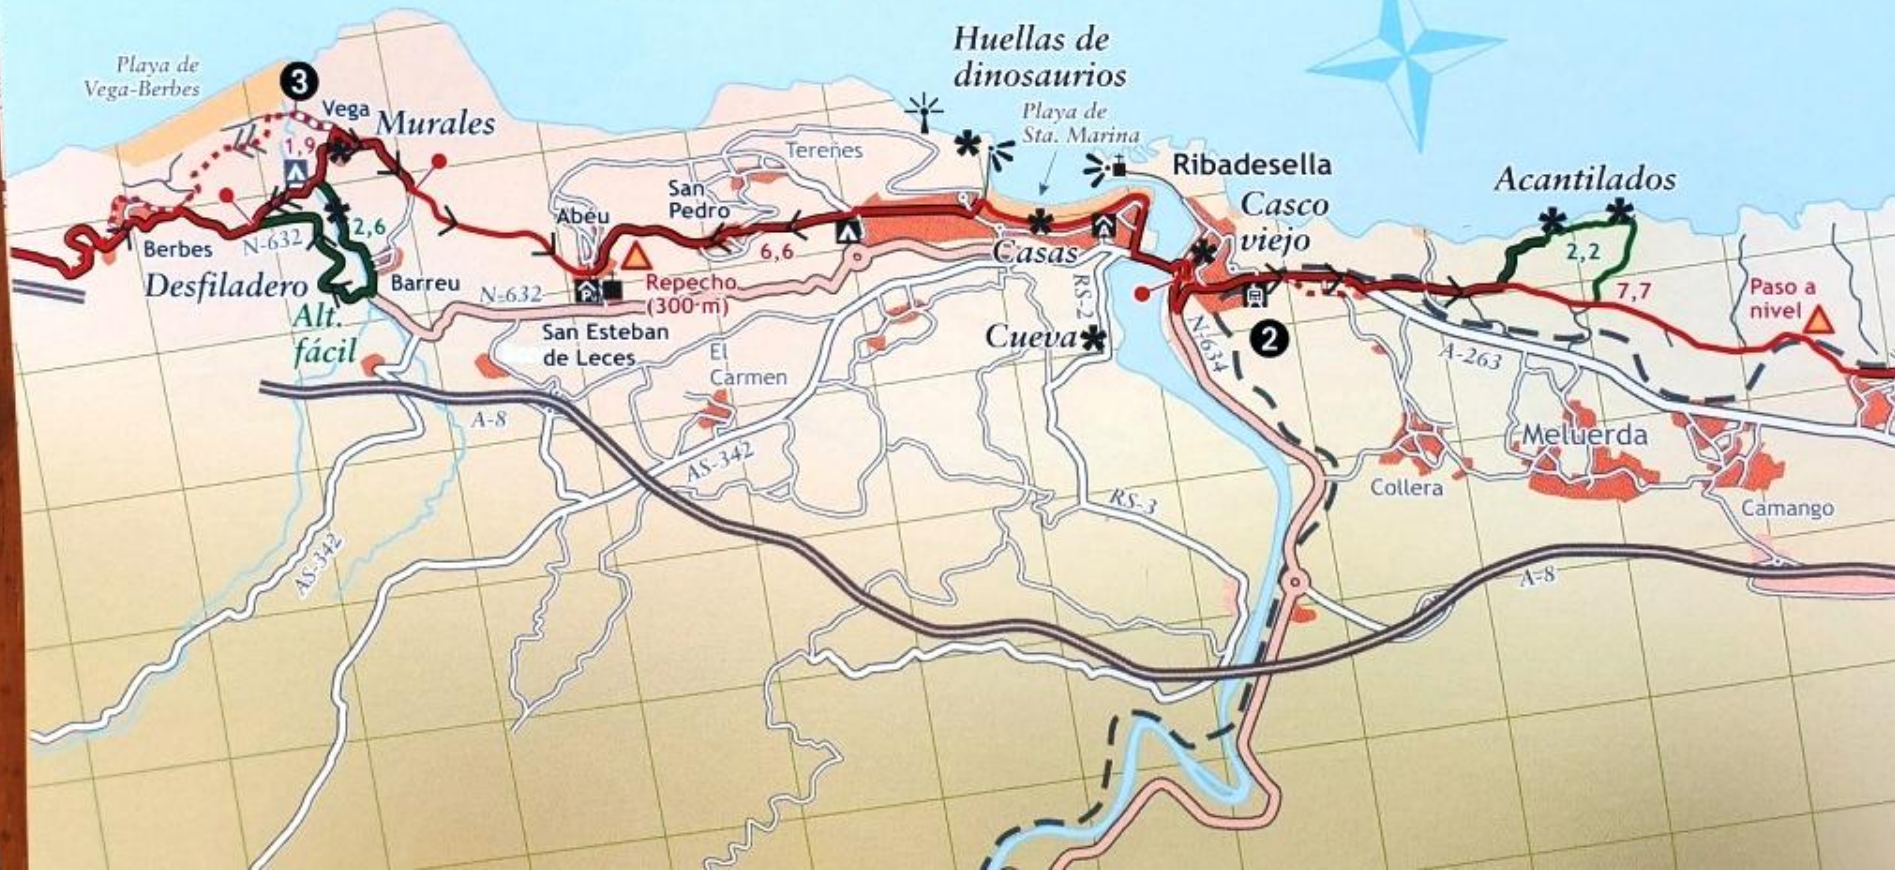 Playa de
Vega-Berbes
3
Vega
Murales
1,9
Berbes
N-632
Desfiladero
2,6
Barreu
Alt.
fácil
Abéu
San
Pedro
Terenes
6,6
Repecho
(300 m)
N-632
San Esteban
de Leces
El
Carmen
A-8
AS-342
AS-342
Huellas de
dinosaurios
Playa de
Sta. Marina
Casas
RS-2
Cueva
RS-3
Ribadesella
Casco
viejo
2
N-634
Acantilados
2,2
7,7
Paso a
nivel
A-263
Meluerda
Collera
Camango
A-8